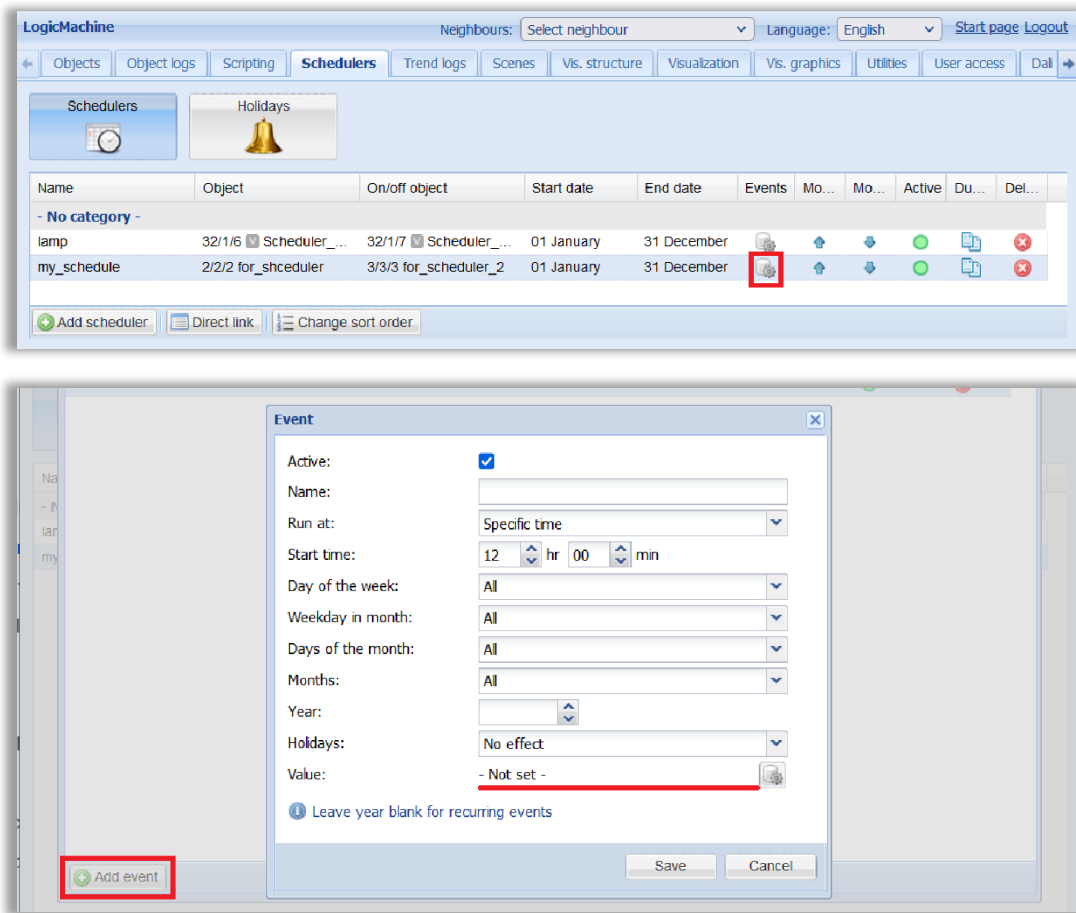 LogicMachine Neighbours: Select neighbour Language: English Start page Logout
Objects Object logs Scripting Schedulers Trend logs Scenes Vis. structure Visualization Vis. graphics Utilities User access Dali
Schedulers Holidays
Name Object On/off object Start date End date Events Mo... Mo... Active Du... Del...
- No category -
lamp 32/1/6 V Scheduler_... 32/1/7 V Scheduler_... 01 January 31 December
my_schedule 2/2/2 for_shceduler 3/3/3 for_scheduler_2 01 January 31 December
Add scheduler Direct link Change sort order
Event
Active:
Na
Name:
- N
Run at: Specific time
lar
Start time: 12 hr 00 min
my
Day of the week: All
Weekday in month: All
Days of the month: All
Months: All
Year:
Holidays: No effect
Value: - Not set -
Leave year blank for recurring events
Save Cancel
Add event